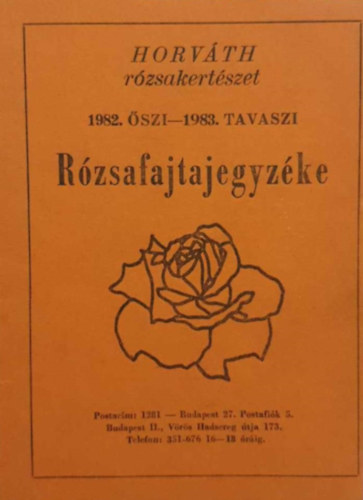 HORVÁTH
rózsakertészet
1982. ŐSZI—1983. TAVASZI
Rózsafajtajegyzéke
Postacím: 1281 — Budapest 27. Postafiók 5.
Budapest II., Vörös Hadsereg útja 173.
Telefon: 351-676 16—18 óráig.